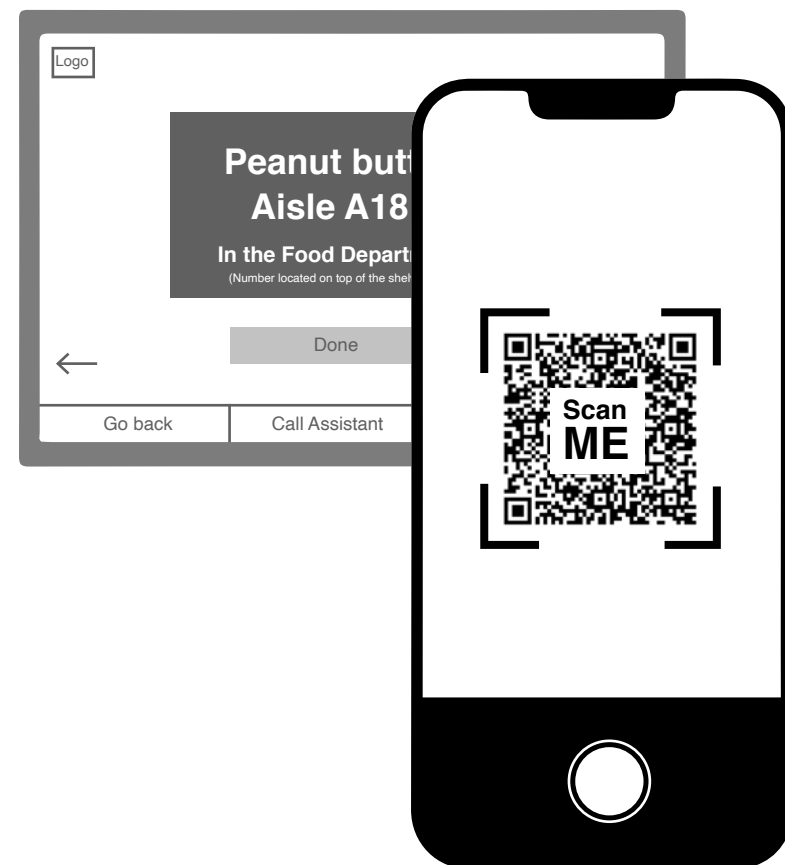 Logo
Peanut butt
Aisle A18
In the Food Depart
(Number located on top of the shel
Done
Go back
Call Assistant
Scan
ME